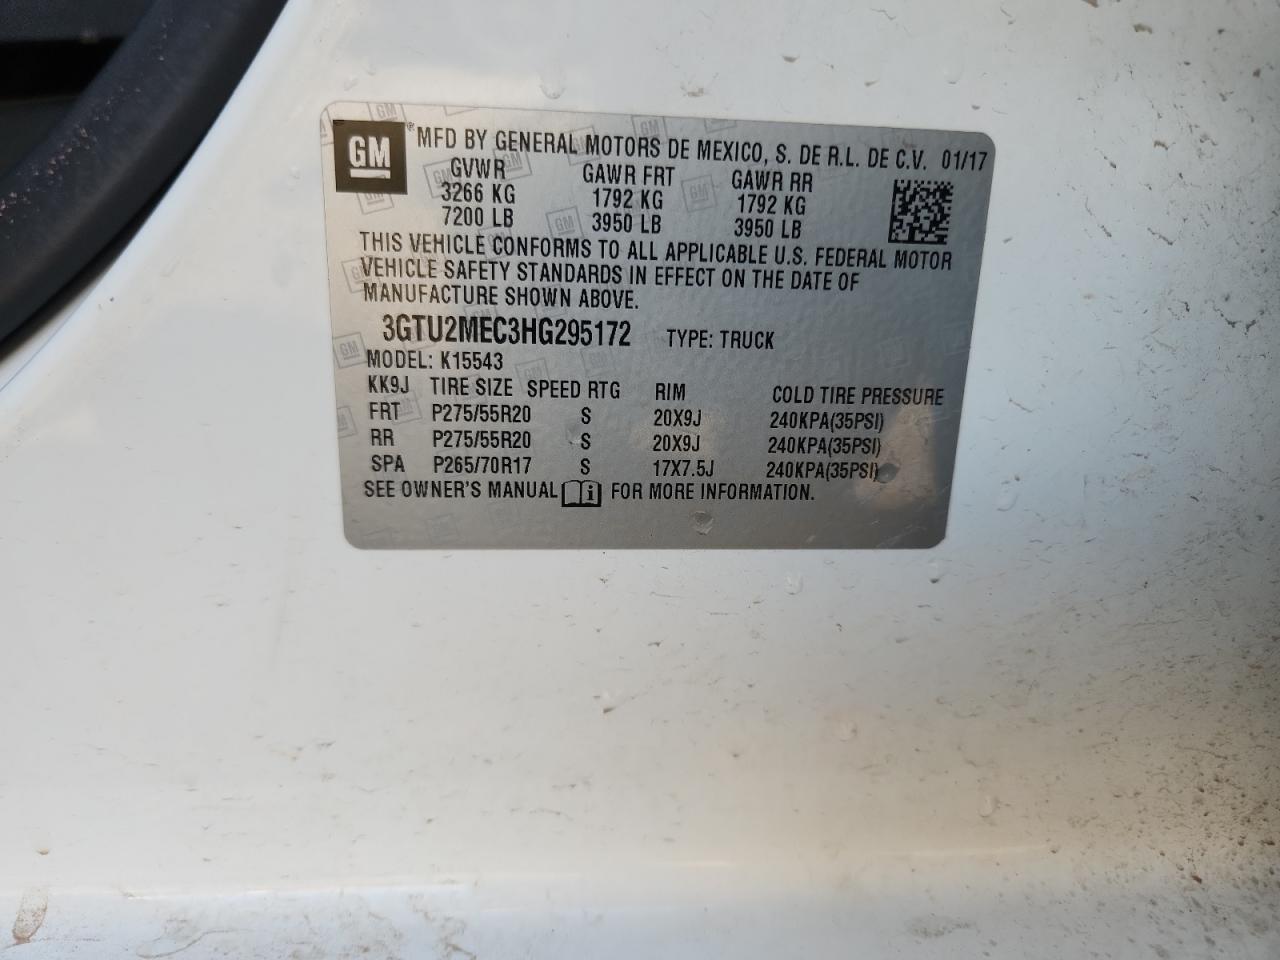 GM® MFD BY GENERAL MOTORS DE MEXICO, S. DE R.L. DE C.V. 01/17
GVWR GAWR FRT GAWR RR
3266 KG 1792 KG 1792 KG
7200 LB 3950 LB 3950 LB
THIS VEHICLE CONFORMS TO ALL APPLICABLE U.S. FEDERAL MOTOR
VEHICLE SAFETY STANDARDS IN EFFECT ON THE DATE OF
MANUFACTURE SHOWN ABOVE.
3GTU2MEC3HG295172 TYPE: TRUCK
MODEL: K15543
KK9J TIRE SIZE SPEED RTG RIM COLD TIRE PRESSURE
FRT P275/55R20 S 20X9J 240KPA(35PSI)
RR P275/55R20 S 20X9J 240KPA(35PSI)
SPA P265/70R17 S 17X7.5J 240KPA(35PSI)
SEE OWNER'S MANUAL i FOR MORE INFORMATION.